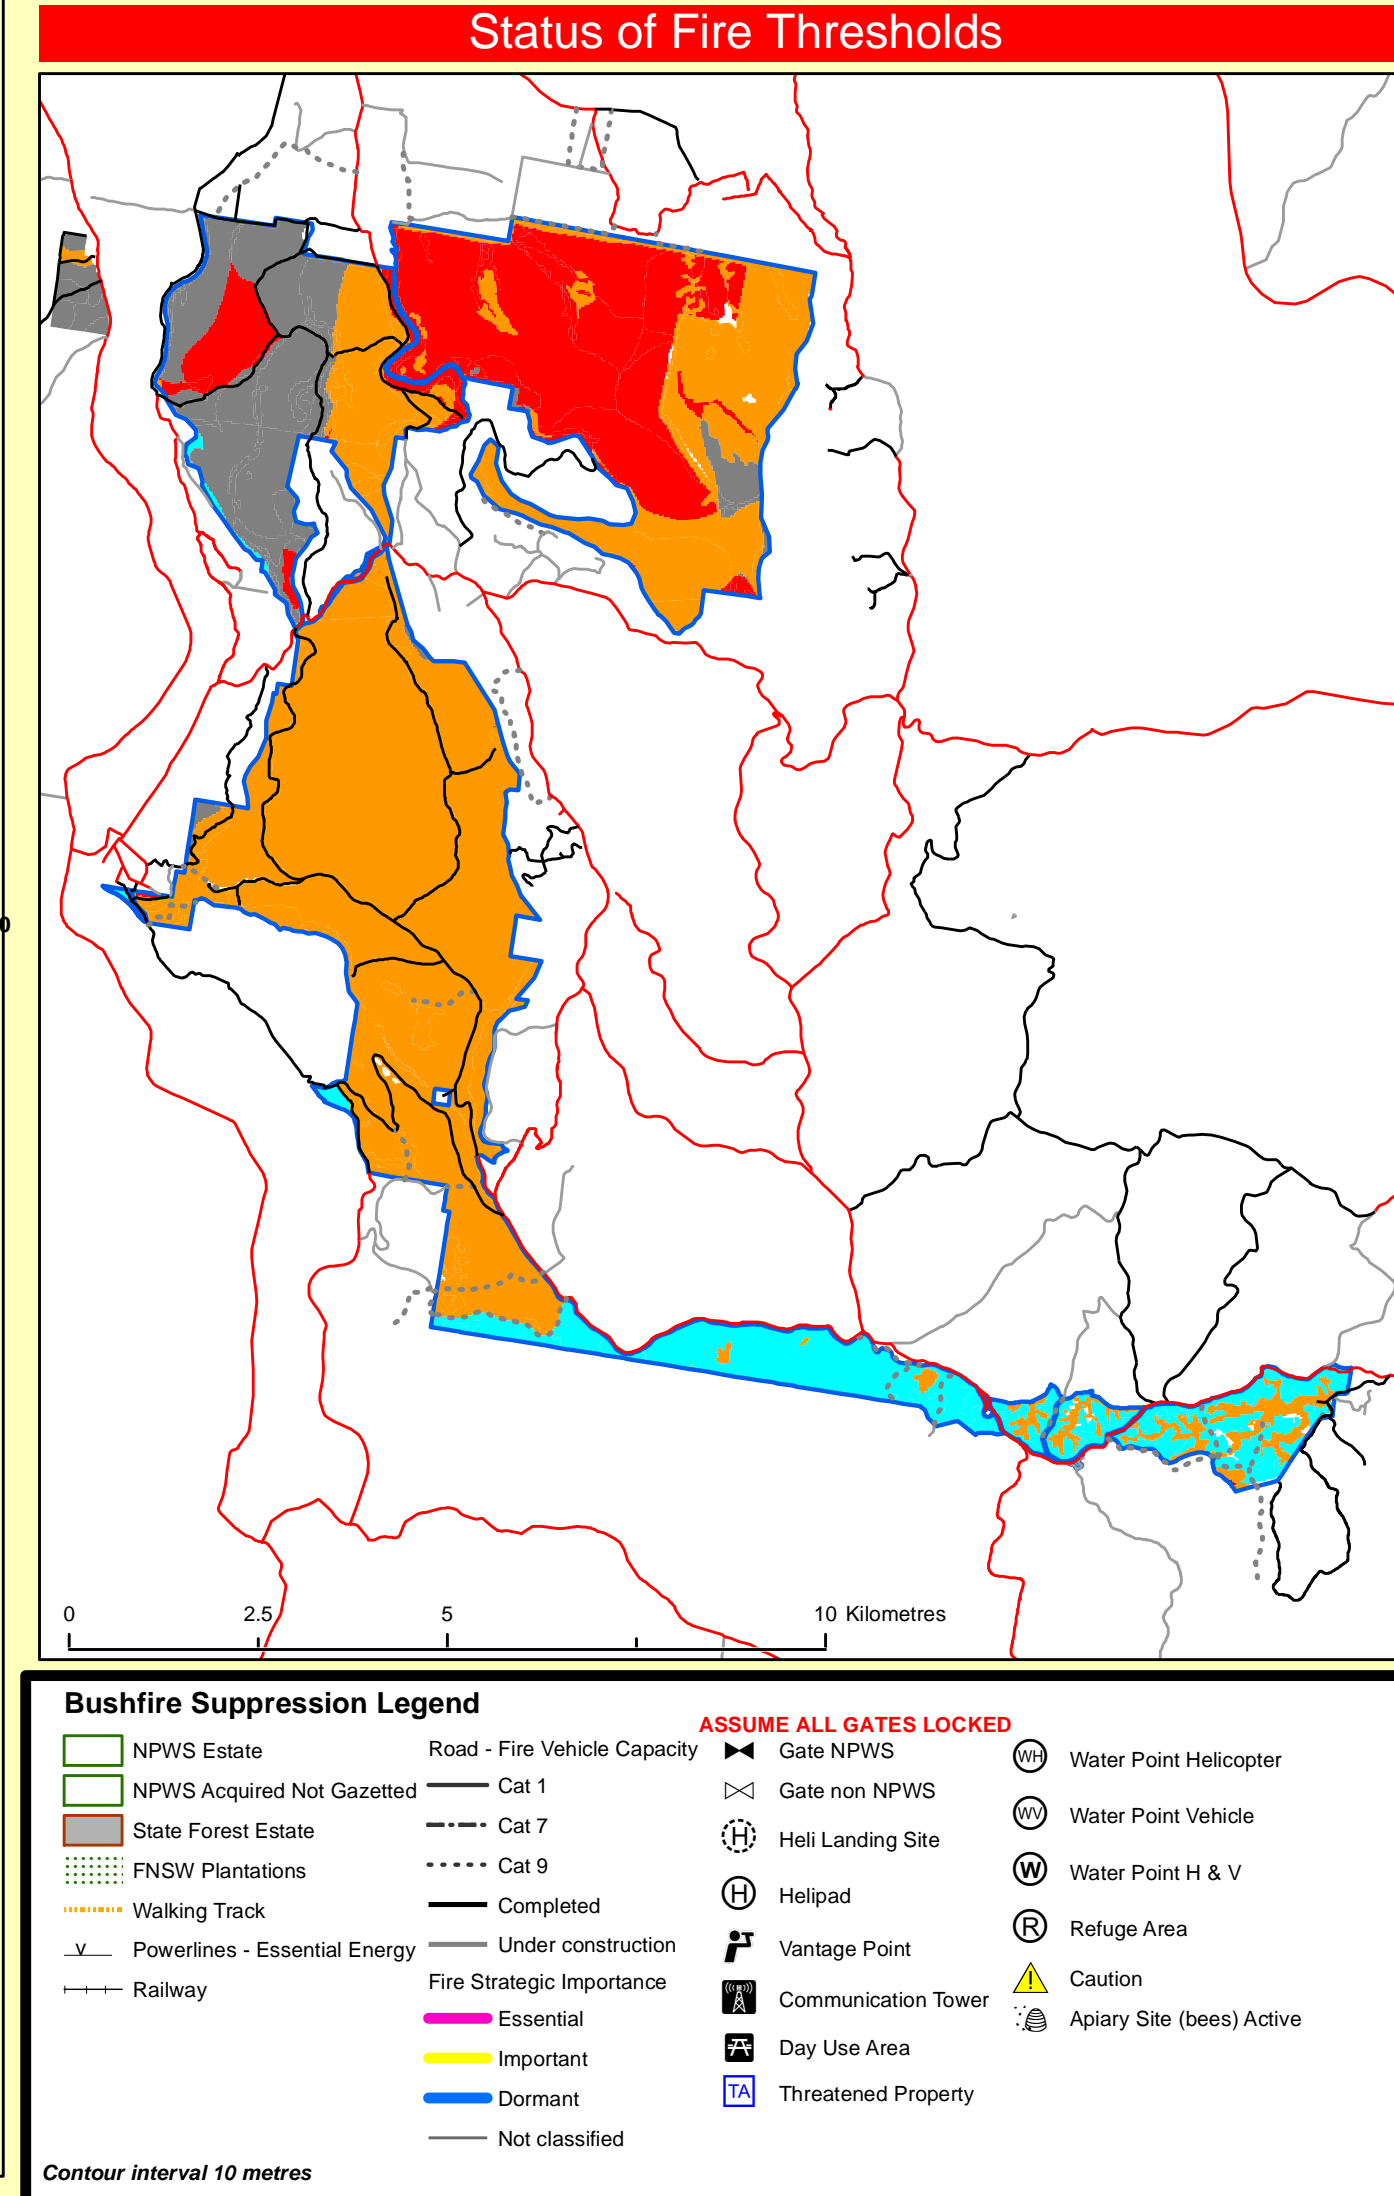 Status of Fire Thresholds
0
0 2.5 5 10 Kilometres
Bushfire Suppression Legend
NPWS Estate
NPWS Acquired Not Gazetted
State Forest Estate
FNSW Plantations
Walking Track
V Powerlines - Essential Energy
Railway
Road - Fire Vehicle Capacity
Cat 1
Cat 7
Cat 9
Completed
Under construction
Fire Strategic Importance
Essential
Important
Dormant
Not classified
ASSUME ALL GATES LOCKED
Gate NPWS
Gate non NPWS
H Heli Landing Site
H Helipad
Vantage Point
((H)) Communication Tower
Day Use Area
TA Threatened Property
WH Water Point Helicopter
WV Water Point Vehicle
W Water Point H & V
R Refuge Area
! Caution
Apiary Site (bees) Active
Contour interval 10 metres